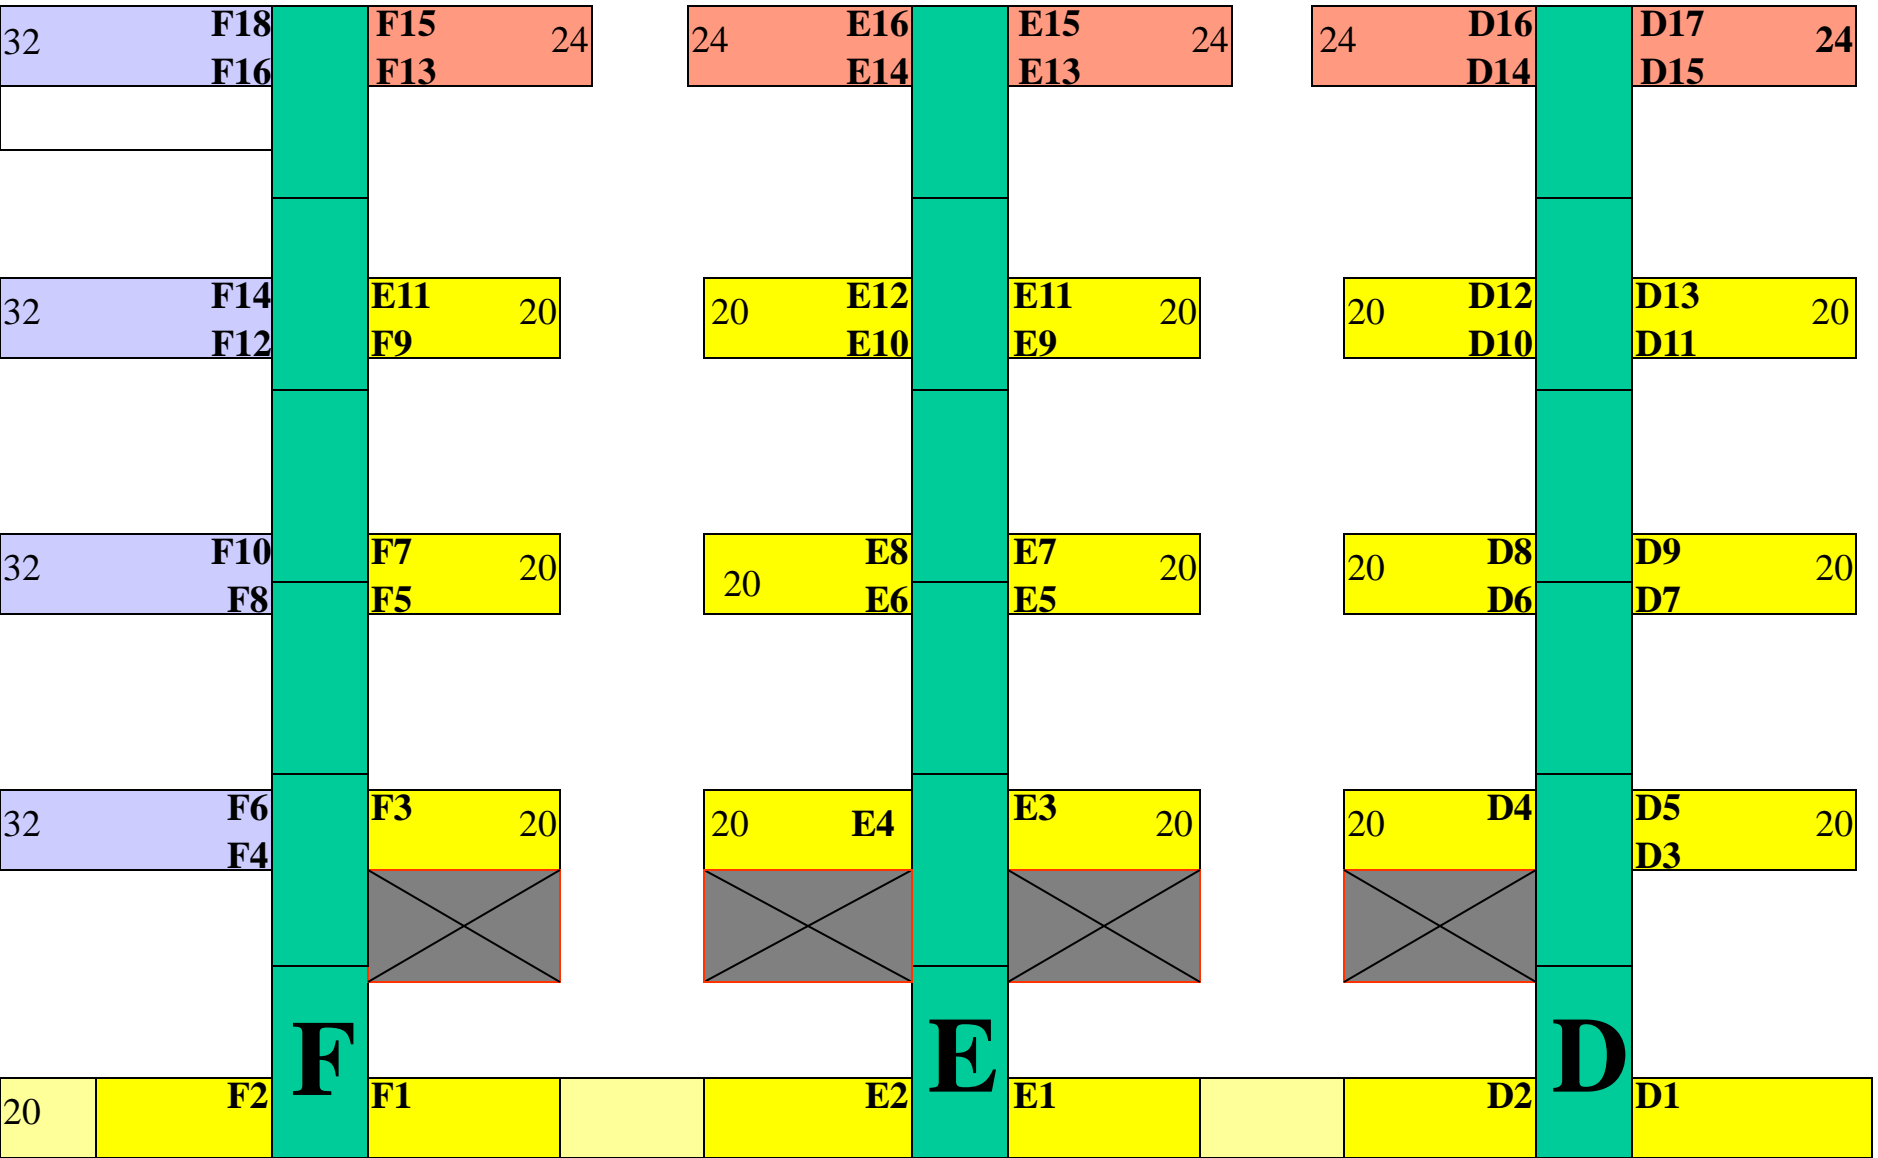 32 F18 F15 24 24 E16 E15 24 24 D16 D17 24
F16 F13 E14 E13 D14 D15
32 F14 E11 20 20 E12 E11 20 20 D12 D13 20
F12 F9 E10 E9 D10 D11
32 F10 F7 20 20 E8 E7 20 20 D8 D9 20
F8 F5 E6 E5 D6 D7
32 F6 F3 20 20 E4 E3 20 20 D4 D5 20
F4 D3
F E D
20 F2 F1 E2 E1 D2 D1